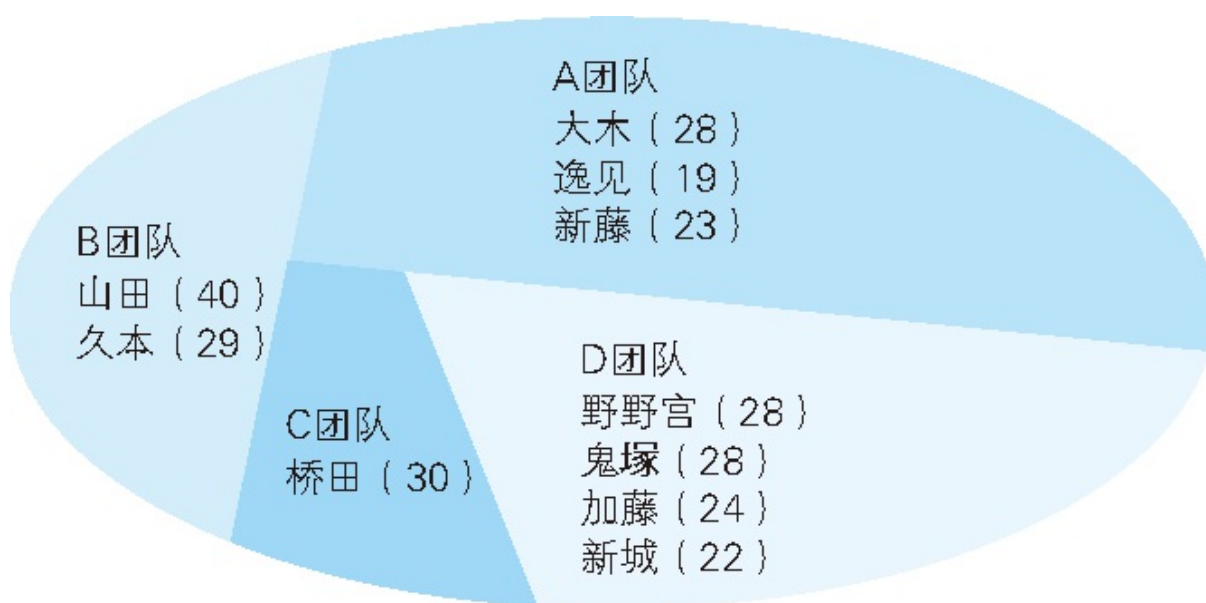 A团队
大木（28）
逸见（19）
新藤（23）
B团队
山田（40）
久本（29）
C团队
桥田（30）
D团队
野野宫（28）
鬼塚（28）
加藤（24）
新城（22）